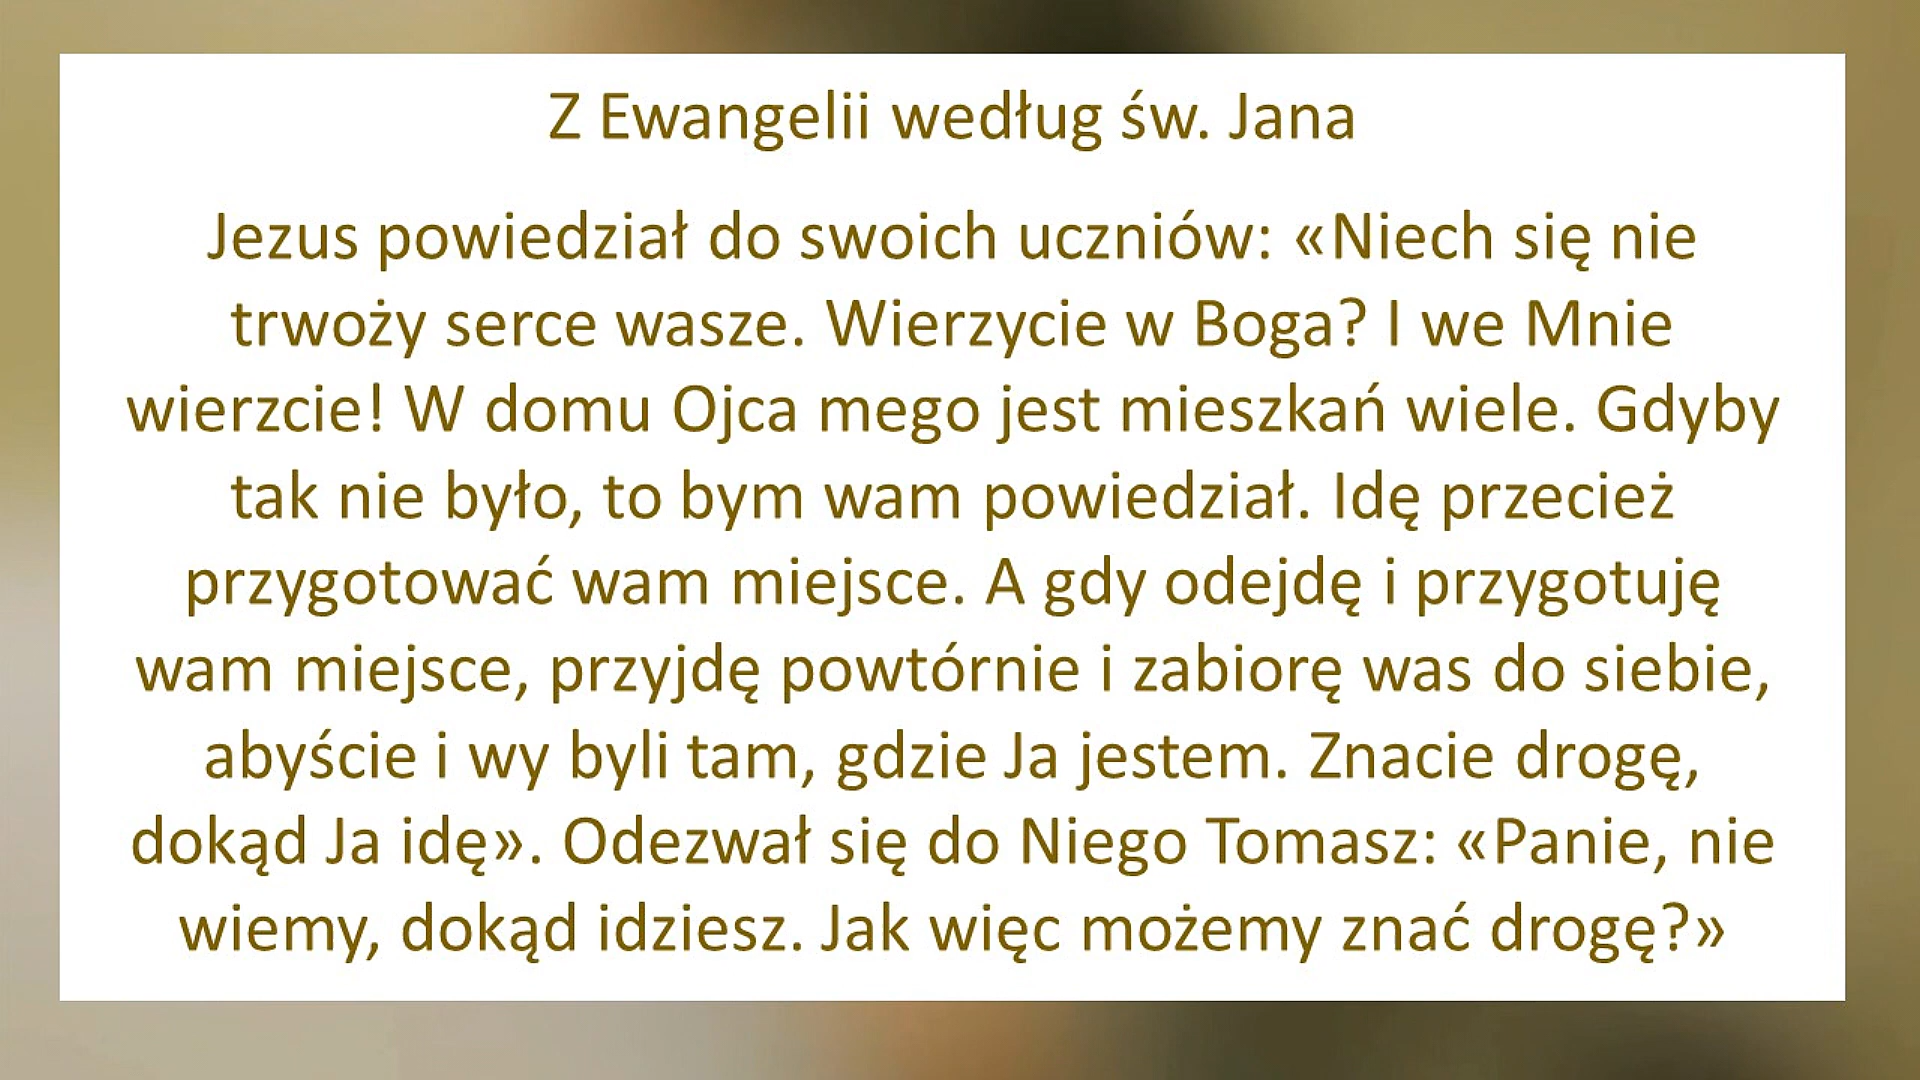 Z Ewangelii według św. Jana
Jezus powiedział do swoich uczniów: «Niech się nie
trwoży serce wasze. Wierzycie w Boga? I we Mnie
wierzcie! W domu Ojca mego jest mieszkań wiele. Gdyby
tak nie było, to bym wam powiedział. Idę przecież
przygotować wam miejsce. A gdy odejdę i przygotuję
wam miejsce, przyjdę powtórnie i zabiorę was do siebie,
abyście i wy byli tam, gdzie Ja jestem. Znacie drogę,
dokąd Ja idę». Odezwał się do Niego Tomasz: «Panie, nie
wiemy, dokąd idziesz. Jak więc możemy znać drogę?»